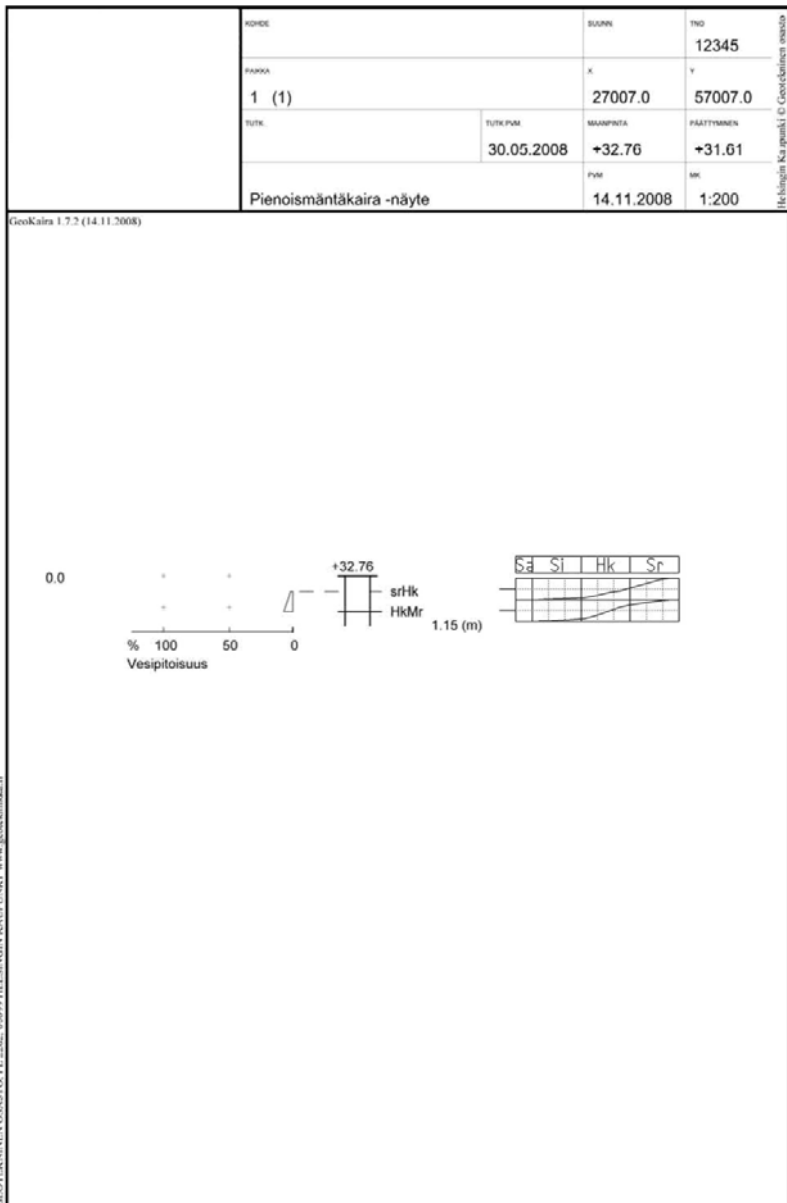 KOHDE SUUNN. TNO
12345
PAIKKA X Y
1 (1) 27007.0 57007.0
TUTK. TUTK.PVM. MAANPINTA PÄÄTTYMINEN
30.05.2008 +32.76 +31.61
PVM MK
Pienoismäntäkaira -näyte 14.11.2008 1:200
Helsingin Kaupunki © Geotekninen osasto
GeoKaira 1.7.2 (14.11.2008)
Sa Si Hk Sr
+32.76
0.0
srHk
HkMr
1.15 (m)
% 100 50 0
Vesipitoisuus